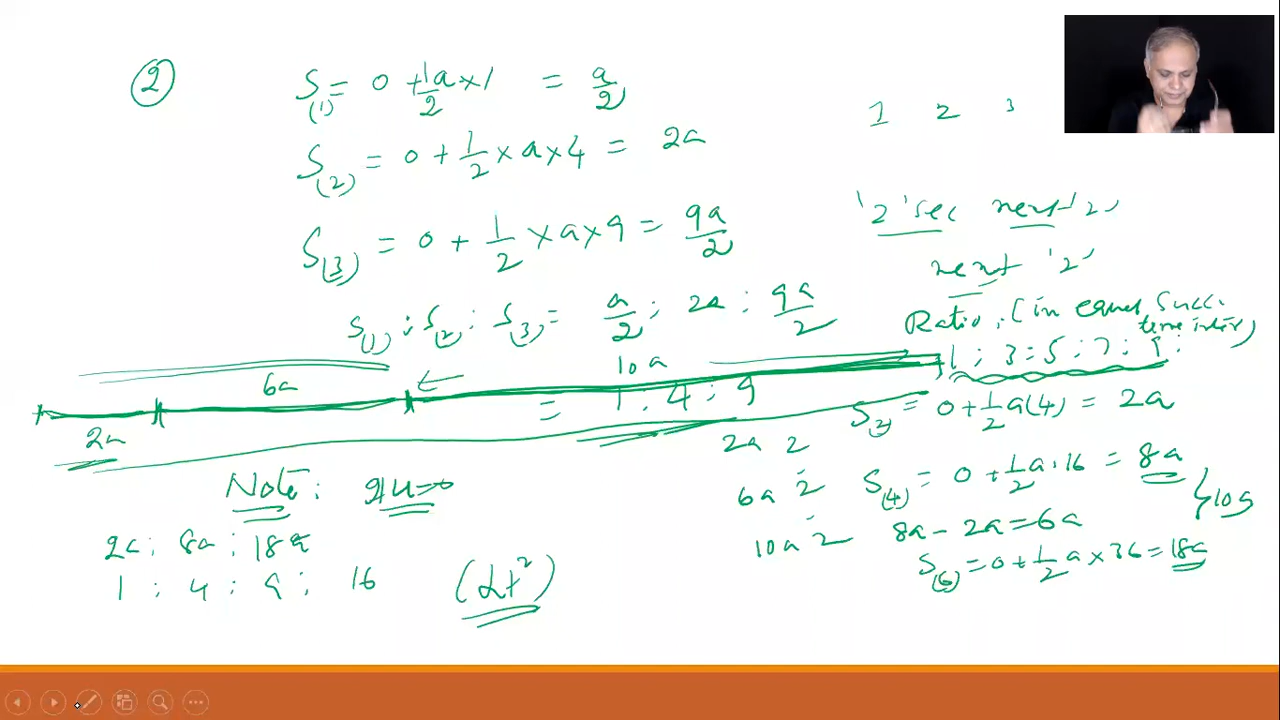 ②
S(1) = 0 + 1/2 a × 1 = a/2
S(2) = 0 + 1/2 × a × 4 = 2a
S(3) = 0 + 1/2 × a × 9 = 9a/2
S(1) : S(2) : S(3) = a/2 : 2a : 9a/2
= 1 : 4 : 9
1 2 3
'2' sec next '2'
next '2'
Ratio. (in equal succ. time inter)
1 : 3 : 5 : 7 : 9 :
2a 6a 10a
2a 2
6a 2
10a 2
S(2) = 0 + 1/2 a(4) = 2a
S(4) = 0 + 1/2 a · 16 = 8a
8a - 2a = 6a
} 10a
S(6) = 0 + 1/2 a × 36 = 18a
Note: u=0
2a : 8a : 18a
1 : 4 : 9 : 16 (αt²)